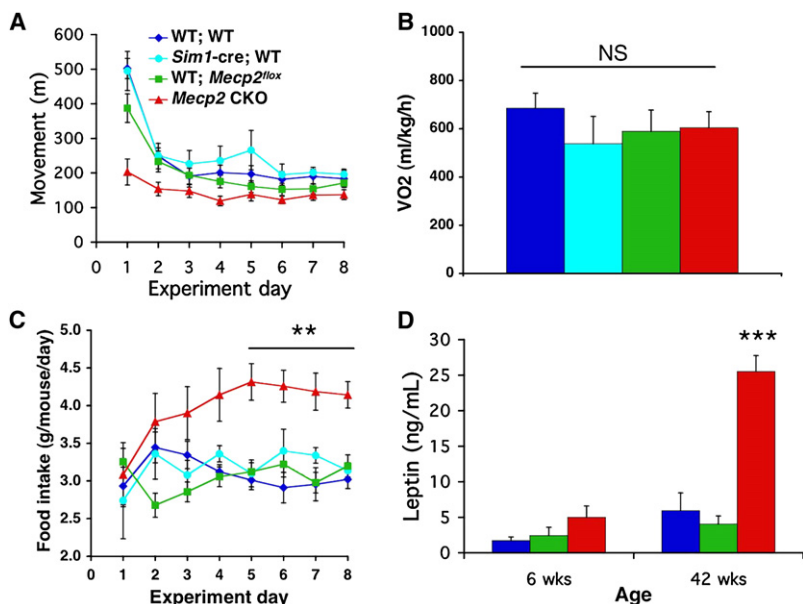 A
WT; WT
Sim1-cre; WT
WT; Mecp2flox
Mecp2 CKO
Movement (m)
600
500
400
300
200
100
0
0 1 2 3 4 5 6 7 8
Experiment day
B
NS
VO2 (ml/kg/h)
1000
800
600
400
200
0
C
**
Food intake (g/mouse/day)
5.0
4.5
4.0
3.5
3.0
2.5
2.0
0 1 2 3 4 5 6 7 8
Experiment day
D
***
Leptin (ng/mL)
30
25
20
15
10
5
0
6 wks 42 wks
Age